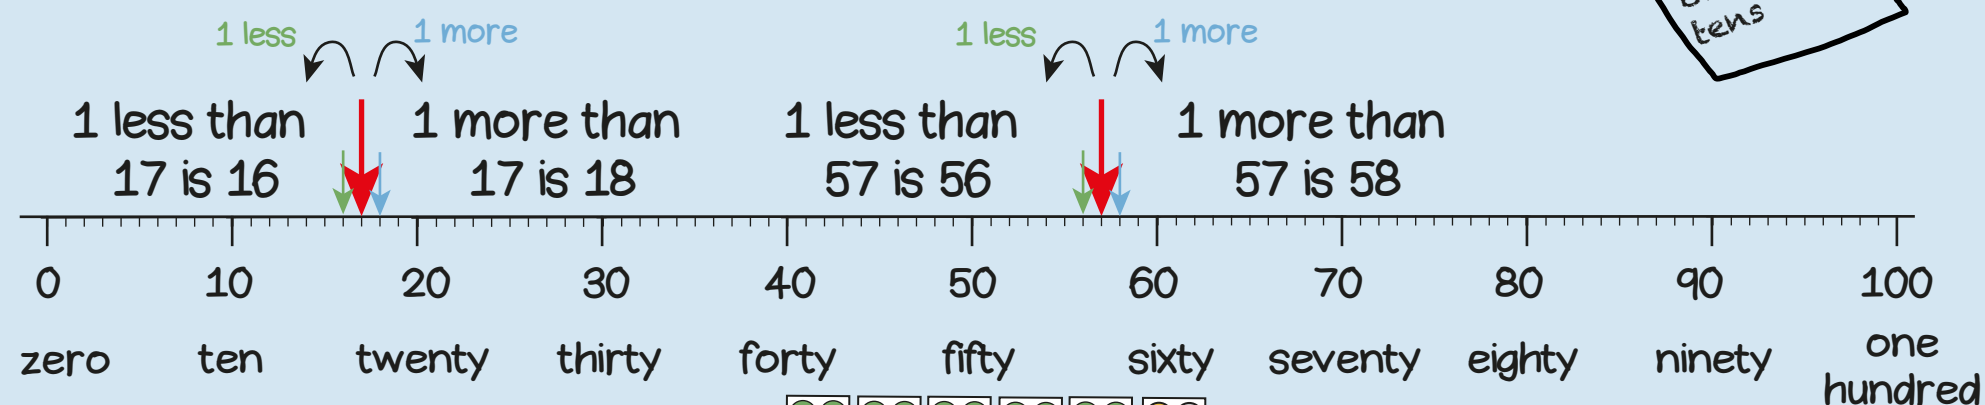 1 less
1 more
1 less
1 more
tens
1 less than
17 is 16
1 more than
17 is 18
1 less than
57 is 56
1 more than
57 is 58
0 10 20 30 40 50 60 70 80 90 100
zero ten twenty thirty forty fifty sixty seventy eighty ninety one
hundred